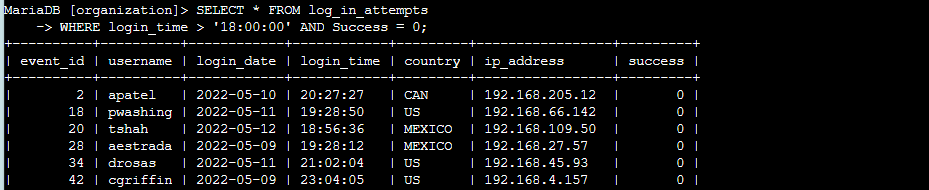 MariaDB [organization]> SELECT * FROM log_in_attempts
    -> WHERE login_time > '18:00:00' AND Success = 0;
+----------+----------+------------+------------+---------+-----------------+---------+
| event_id | username | login_date | login_time | country | ip_address      | success |
+----------+----------+------------+------------+---------+-----------------+---------+
|        2 | apatel   | 2022-05-10 | 20:27:27   | CAN     | 192.168.205.12  |       0 |
|       18 | pwashing | 2022-05-11 | 19:28:50   | US      | 192.168.66.142  |       0 |
|       20 | tshah    | 2022-05-12 | 18:56:36   | MEXICO  | 192.168.109.50  |       0 |
|       28 | aestrada | 2022-05-09 | 19:28:12   | MEXICO  | 192.168.27.57   |       0 |
|       34 | drosas   | 2022-05-11 | 21:02:04   | US      | 192.168.45.93   |       0 |
|       42 | cgriffin | 2022-05-09 | 23:04:05   | US      | 192.168.4.157   |       0 |